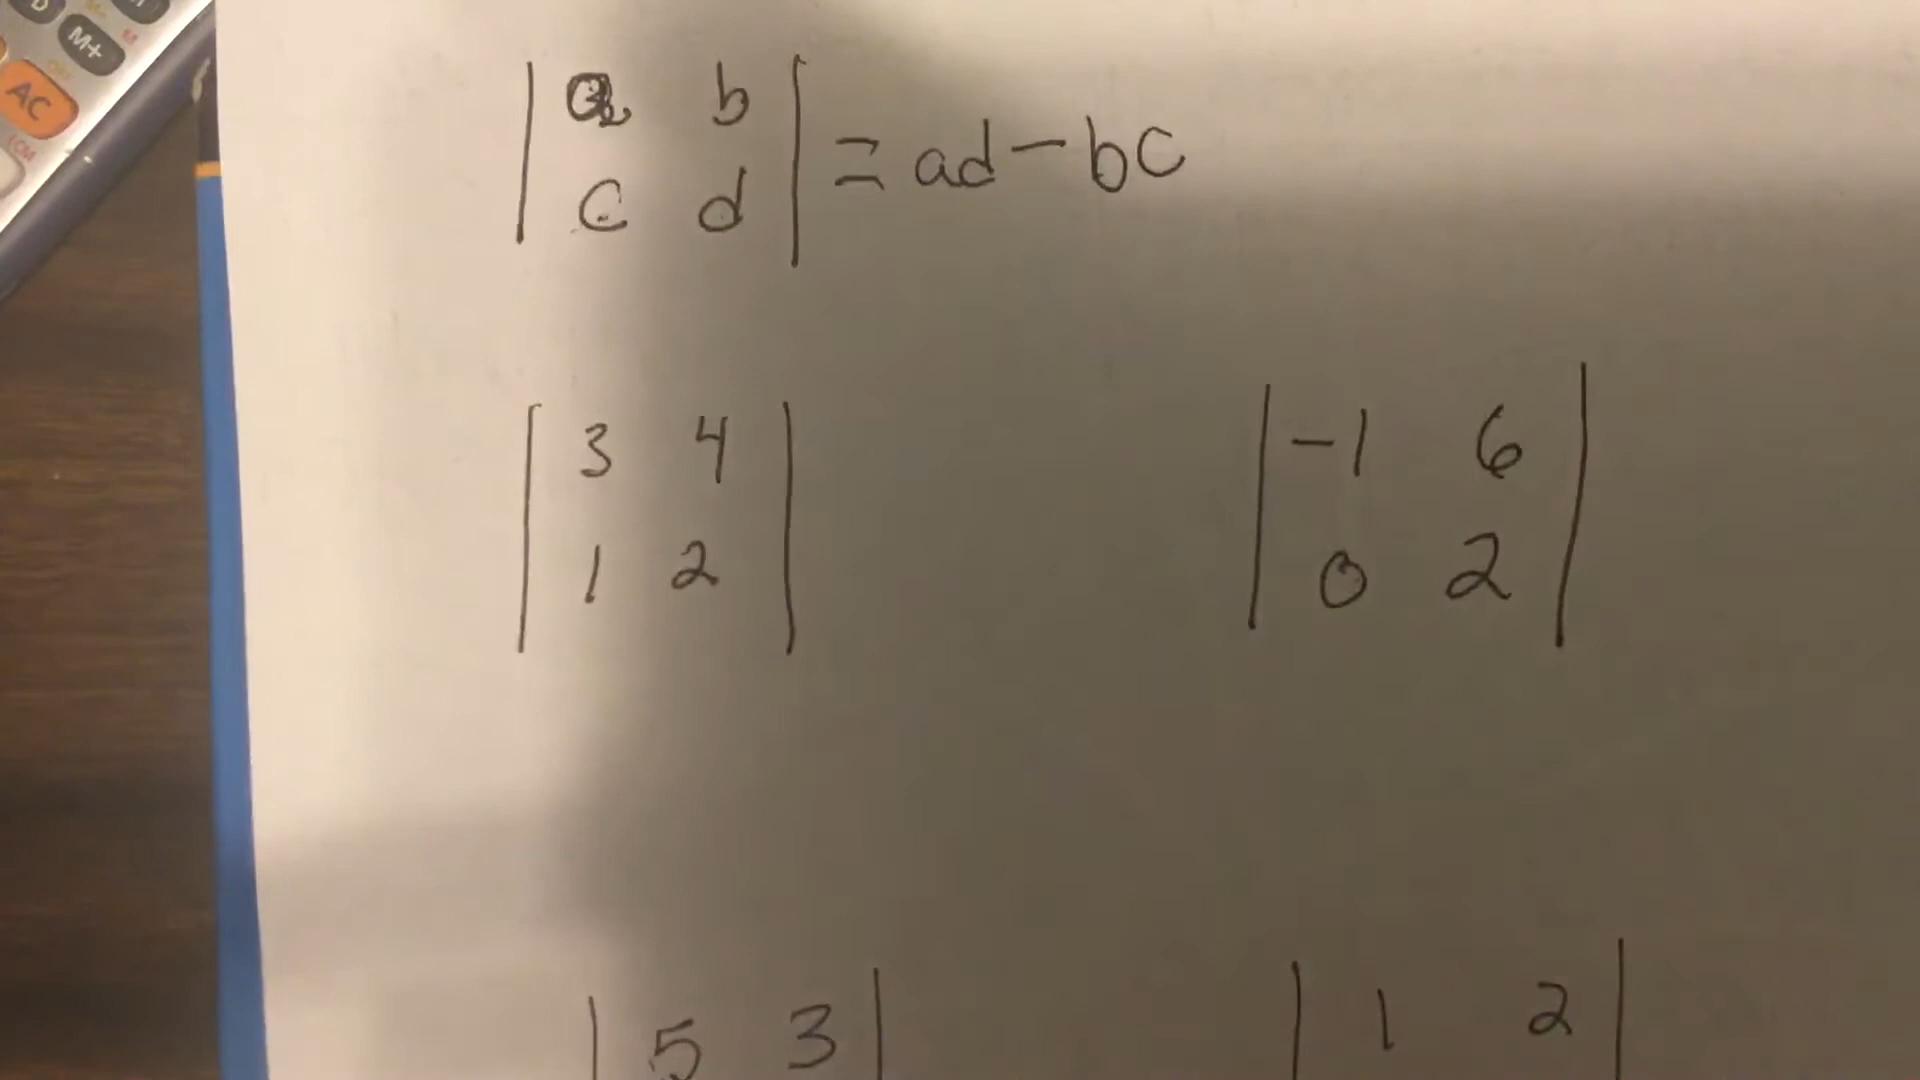 M+
AC
| a b | = ad - bc
| c d |
| 3 4 | | -1 6 |
| 1 2 | | 0 2 |
| 5 3 | | 1 2 |